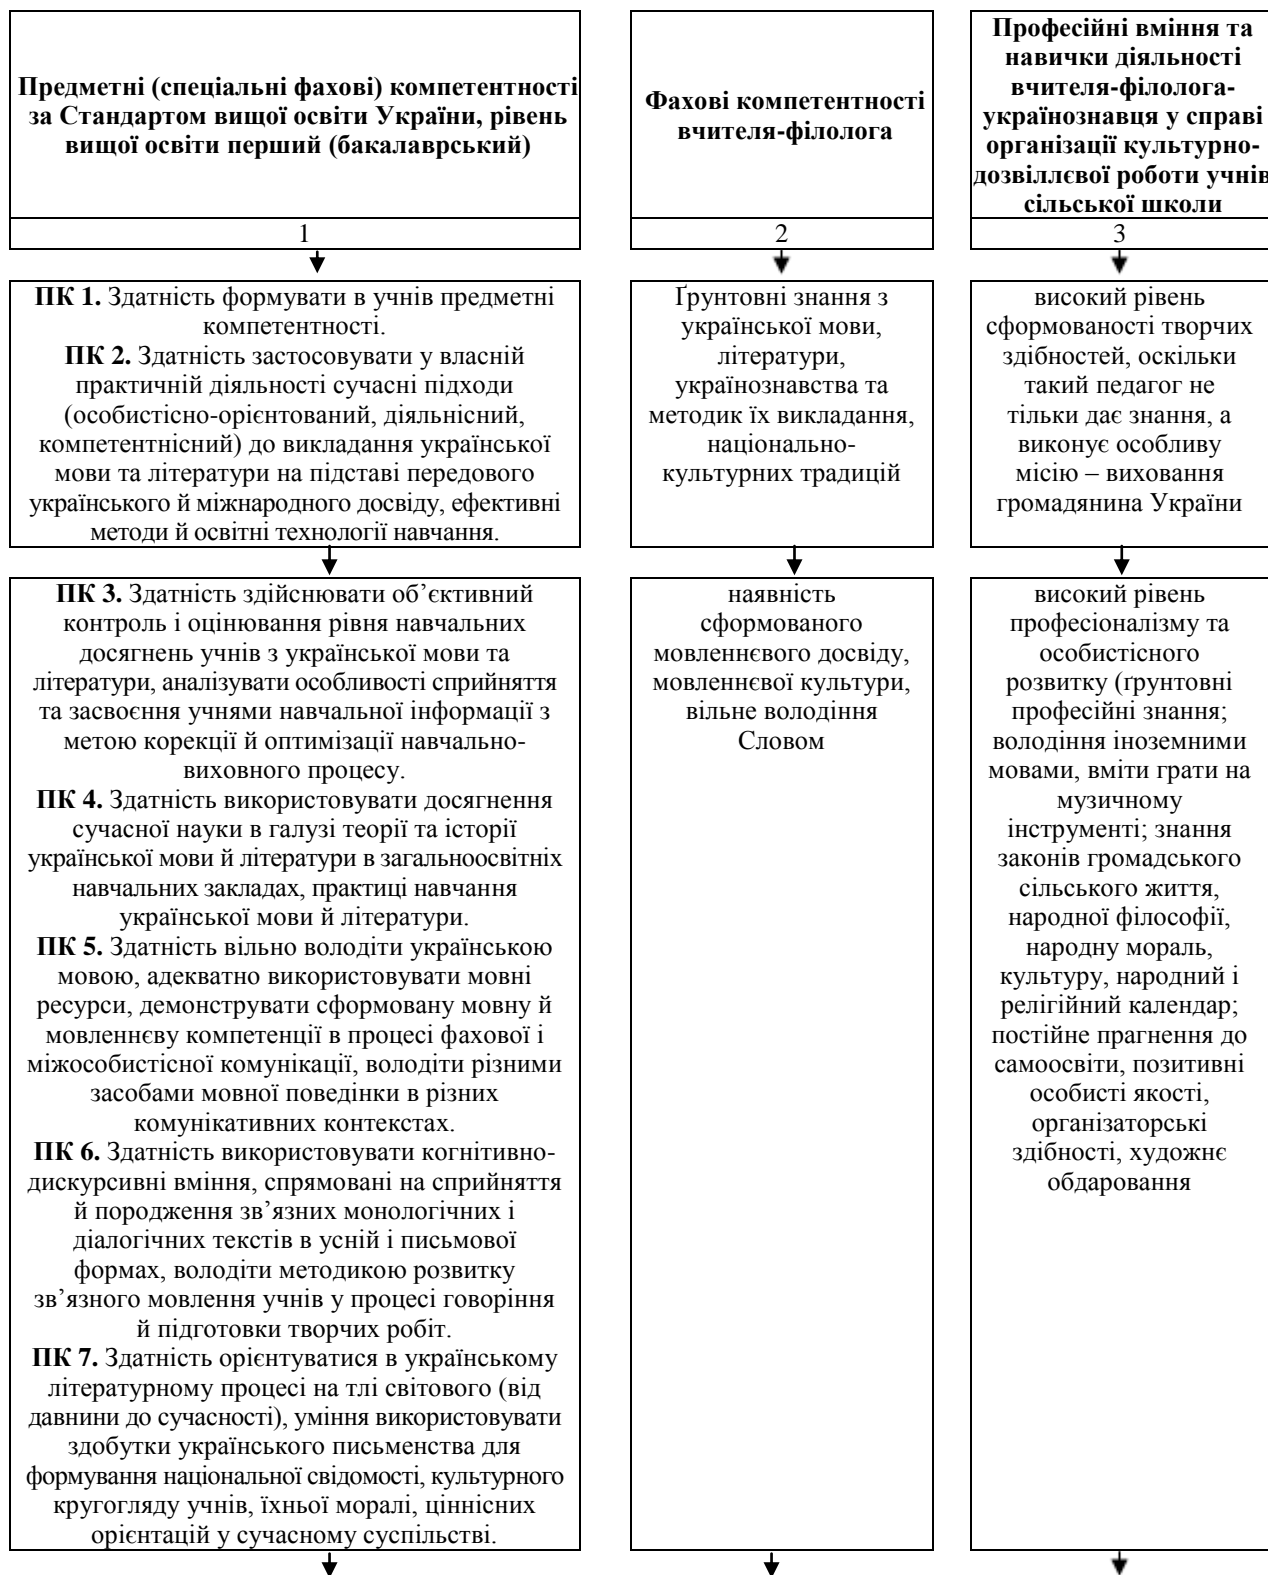 Предметні (спеціальні фахові) компетентності
за Стандартом вищої освіти України, рівень
вищої освіти перший (бакалаврський)
Фахові компетентності
вчителя-філолога
Професійні вміння та
навички діяльності
вчителя-філолога-
українознавця у справі
організації культурно-
дозвіллєвої роботи учнів
сільської школи
1
2
3
ПК 1. Здатність формувати в учнів предметні
компетентності.
ПК 2. Здатність застосовувати у власній
практичній діяльності сучасні підходи
(особистісно-орієнтований, діяльнісний,
компетентнісний) до викладання української
мови та літератури на підставі передового
українського й міжнародного досвіду, ефективні
методи й освітні технології навчання.
Ґрунтовні знання з
української мови,
літератури,
українознавства та
методик їх викладання,
національно-
культурних традицій
високий рівень
сформованості творчих
здібностей, оскільки
такий педагог не
тільки дає знання, а
виконує особливу
місію – виховання
громадянина України
ПК 3. Здатність здійснювати об’єктивний
контроль і оцінювання рівня навчальних
досягнень учнів з української мови та
літератури, аналізувати особливості сприйняття
та засвоєння учнями навчальної інформації з
метою корекції й оптимізації навчально-
виховного процесу.
ПК 4. Здатність використовувати досягнення
сучасної науки в галузі теорії та історії
української мови й літератури в загальноосвітніх
навчальних закладах, практиці навчання
української мови й літератури.
ПК 5. Здатність вільно володіти українською
мовою, адекватно використовувати мовні
ресурси, демонструвати сформовану мовну й
мовленнєву компетенції в процесі фахової і
міжособистісної комунікації, володіти різними
засобами мовної поведінки в різних
комунікативних контекстах.
ПК 6. Здатність використовувати когнітивно-
дискурсивні вміння, спрямовані на сприйняття
й породження зв’язних монологічних і
діалогічних текстів в усній і письмової
формах, володіти методикою розвитку
зв’язного мовлення учнів у процесі говоріння
й підготовки творчих робіт.
ПК 7. Здатність орієнтуватися в українському
літературному процесі на тлі світового (від
давнини до сучасності), уміння використовувати
здобутки українського письменства для
формування національної свідомості, культурного
кругогляду учнів, їхньої моралі, ціннісних
орієнтацій у сучасному суспільстві.
наявність
сформованого
мовленнєвого досвіду,
мовленнєвої культури,
вільне володіння
Словом
високий рівень
професіоналізму та
особистісного
розвитку (ґрунтовні
професійні знання;
володіння іноземними
мовами, вміти грати на
музичному
інструменті; знання
законів громадського
сільського життя,
народної філософії,
народну мораль,
культуру, народний і
релігійний календар;
постійне прагнення до
самоосвіти, позитивні
особисті якості,
організаторські
здібності, художнє
обдаровання